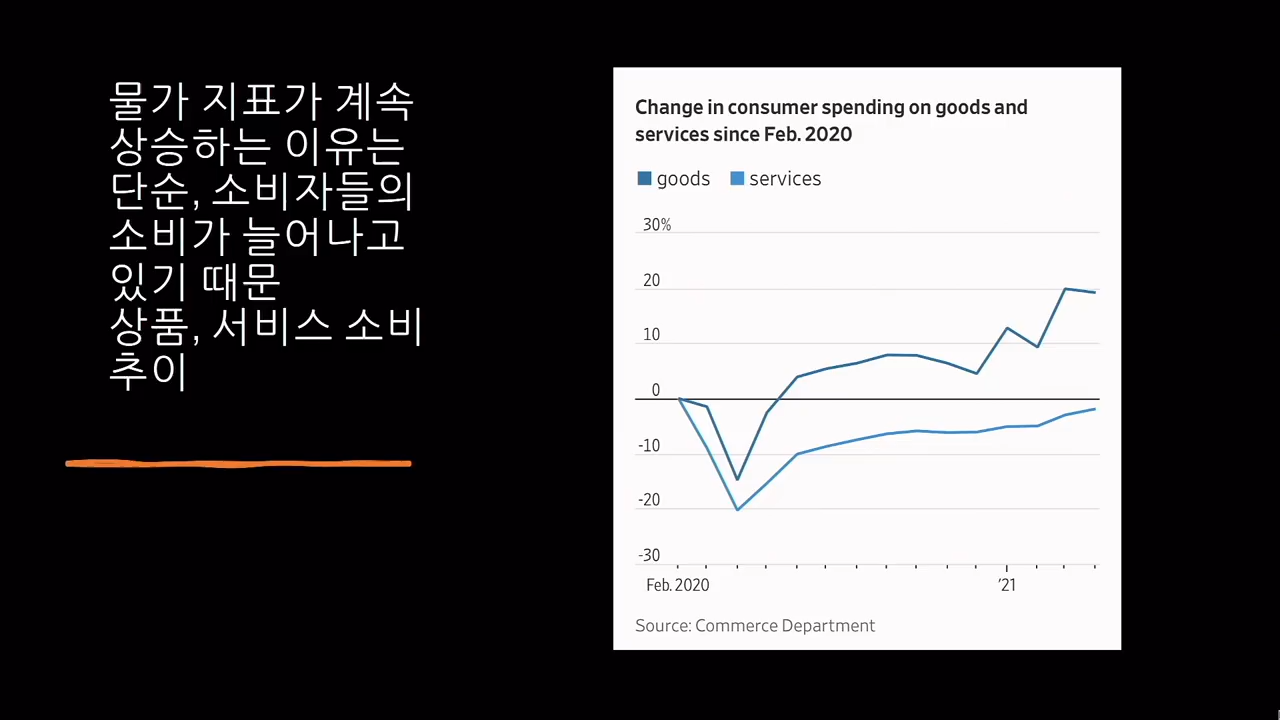 물가 지표가 계속
상승하는 이유는
단순, 소비자들의
소비가 늘어나고
있기 때문
상품, 서비스 소비
추이
Change in consumer spending on goods and
services since Feb. 2020
goods services
30%
20
10
0
-10
-20
-30
Feb. 2020 ’21
Source: Commerce Department